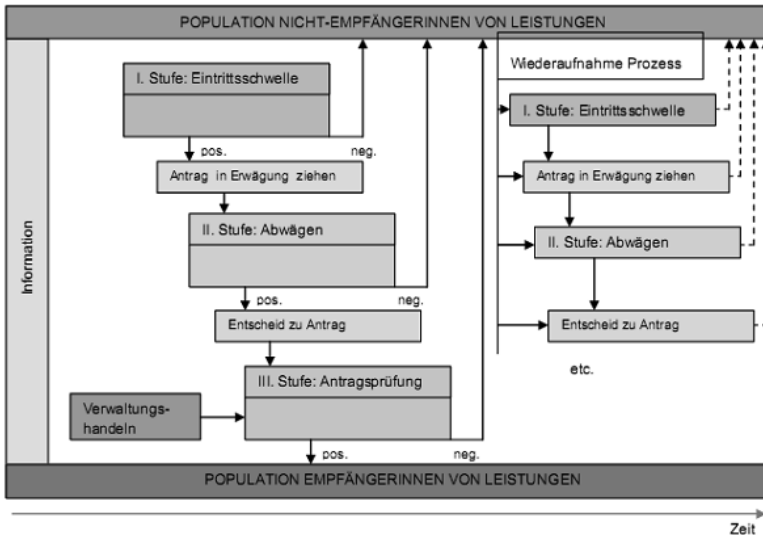 POPULATION NICHT-EMPFÄNGERINNEN VON LEISTUNGEN
Information
I. Stufe: Eintrittsschwelle
pos.
neg.
Antrag in Erwägung ziehen
II. Stufe: Abwägen
pos.
neg.
Entscheid zu Antrag
III. Stufe: Antragsprüfung
Verwaltungs-
handeln
pos.
neg.
Wiederaufnahme Prozess
I. Stufe: Eintrittsschwelle
Antrag in Erwägung ziehen
II. Stufe: Abwägen
Entscheid zu Antrag
etc.
POPULATION EMPFÄNGERINNEN VON LEISTUNGEN
Zeit